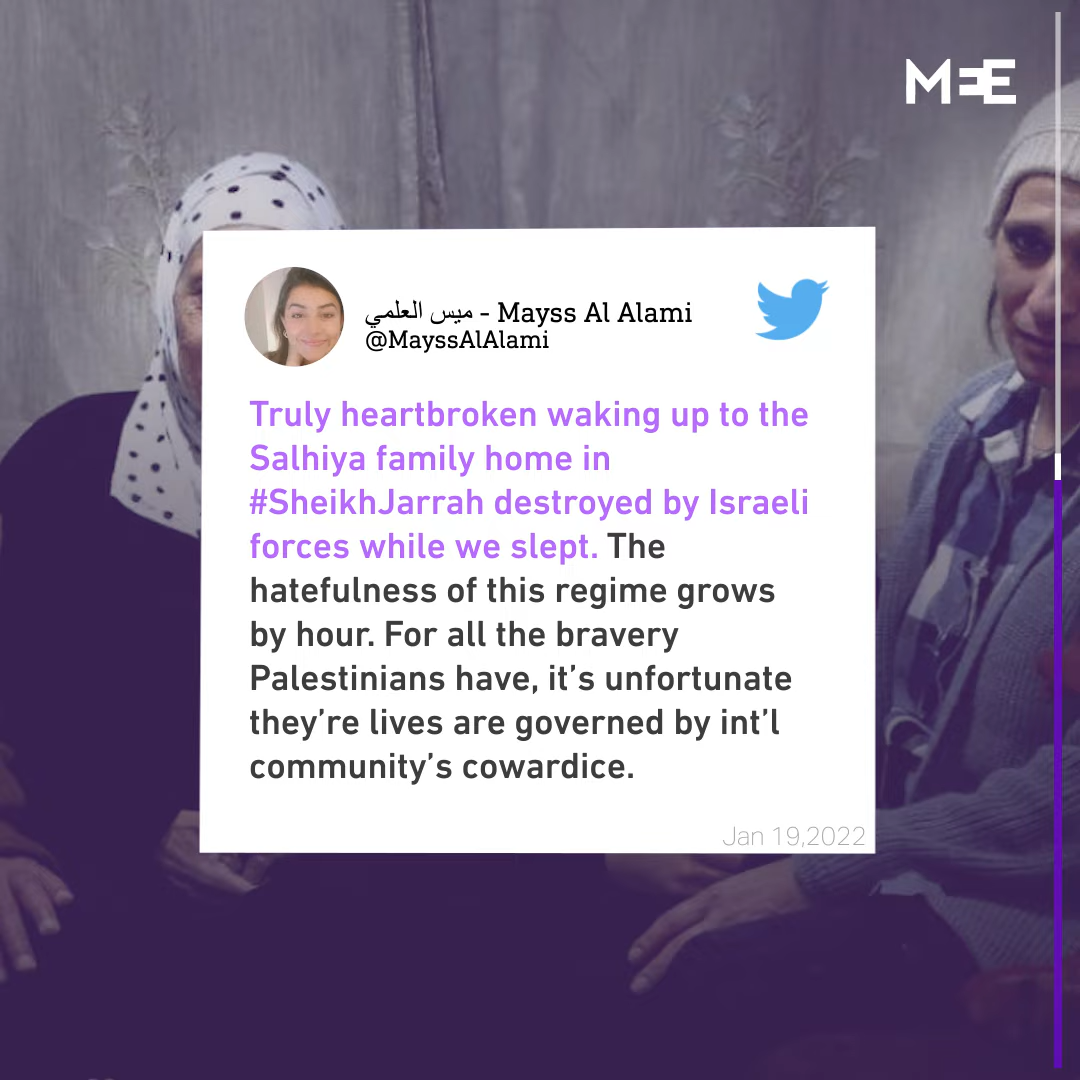 MEE
ميس العلمي - Mayss Al Alami
@MayssAlAlami
Truly heartbroken waking up to the
Salhiya family home in
#SheikhJarrah destroyed by Israeli
forces while we slept. The
hatefulness of this regime grows
by hour. For all the bravery
Palestinians have, it’s unfortunate
they’re lives are governed by int’l
community’s cowardice.
Jan 19,2022